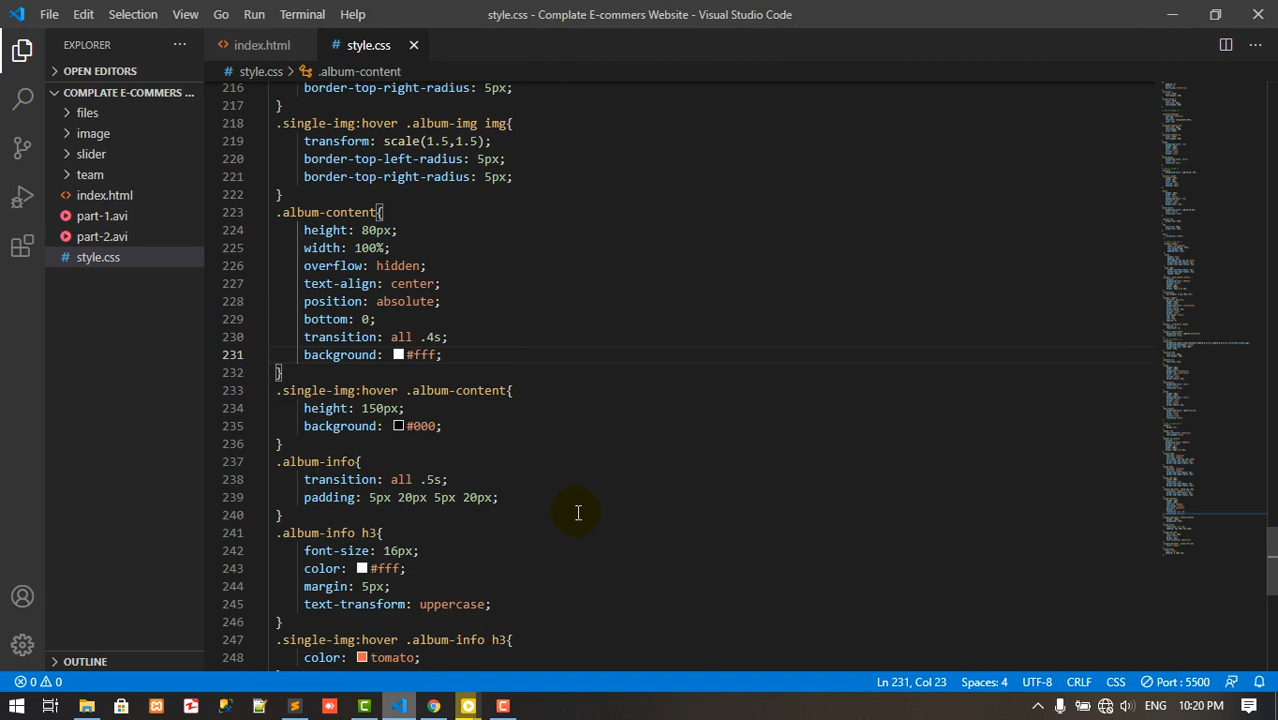 File Edit Selection View Go Run Terminal Help
style.css - Complate E-commers Website - Visual Studio Code
EXPLORER
index.html
style.css
OPEN EDITORS
style.css > .album-content
COMPLATE E-COMMERS ...
files
image
slider
team
index.html
part-1.avi
part-2.avi
style.css
OUTLINE
216 border-top-right-radius: 5px;
217 }
218 .single-img:hover .album-img img{
219 transform: scale(1.5,1.5);
220 border-top-left-radius: 5px;
221 border-top-right-radius: 5px;
222 }
223 .album-content{
224 height: 80px;
225 width: 100%;
226 overflow: hidden;
227 text-align: center;
228 position: absolute;
229 bottom: 0;
230 transition: all .4s;
231 background: #fff;
232 }
233 .single-img:hover .album-content{
234 height: 150px;
235 background: #000;
236 }
237 .album-info{
238 transition: all .5s;
239 padding: 5px 20px 5px 20px;
240 }
241 .album-info h3{
242 font-size: 16px;
243 color: #fff;
244 margin: 5px;
245 text-transform: uppercase;
246 }
247 .single-img:hover .album-info h3{
248 color: tomato;
0 0
Ln 231, Col 23 Spaces: 4 UTF-8 CRLF CSS Port : 5500
ENG 10:20 PM